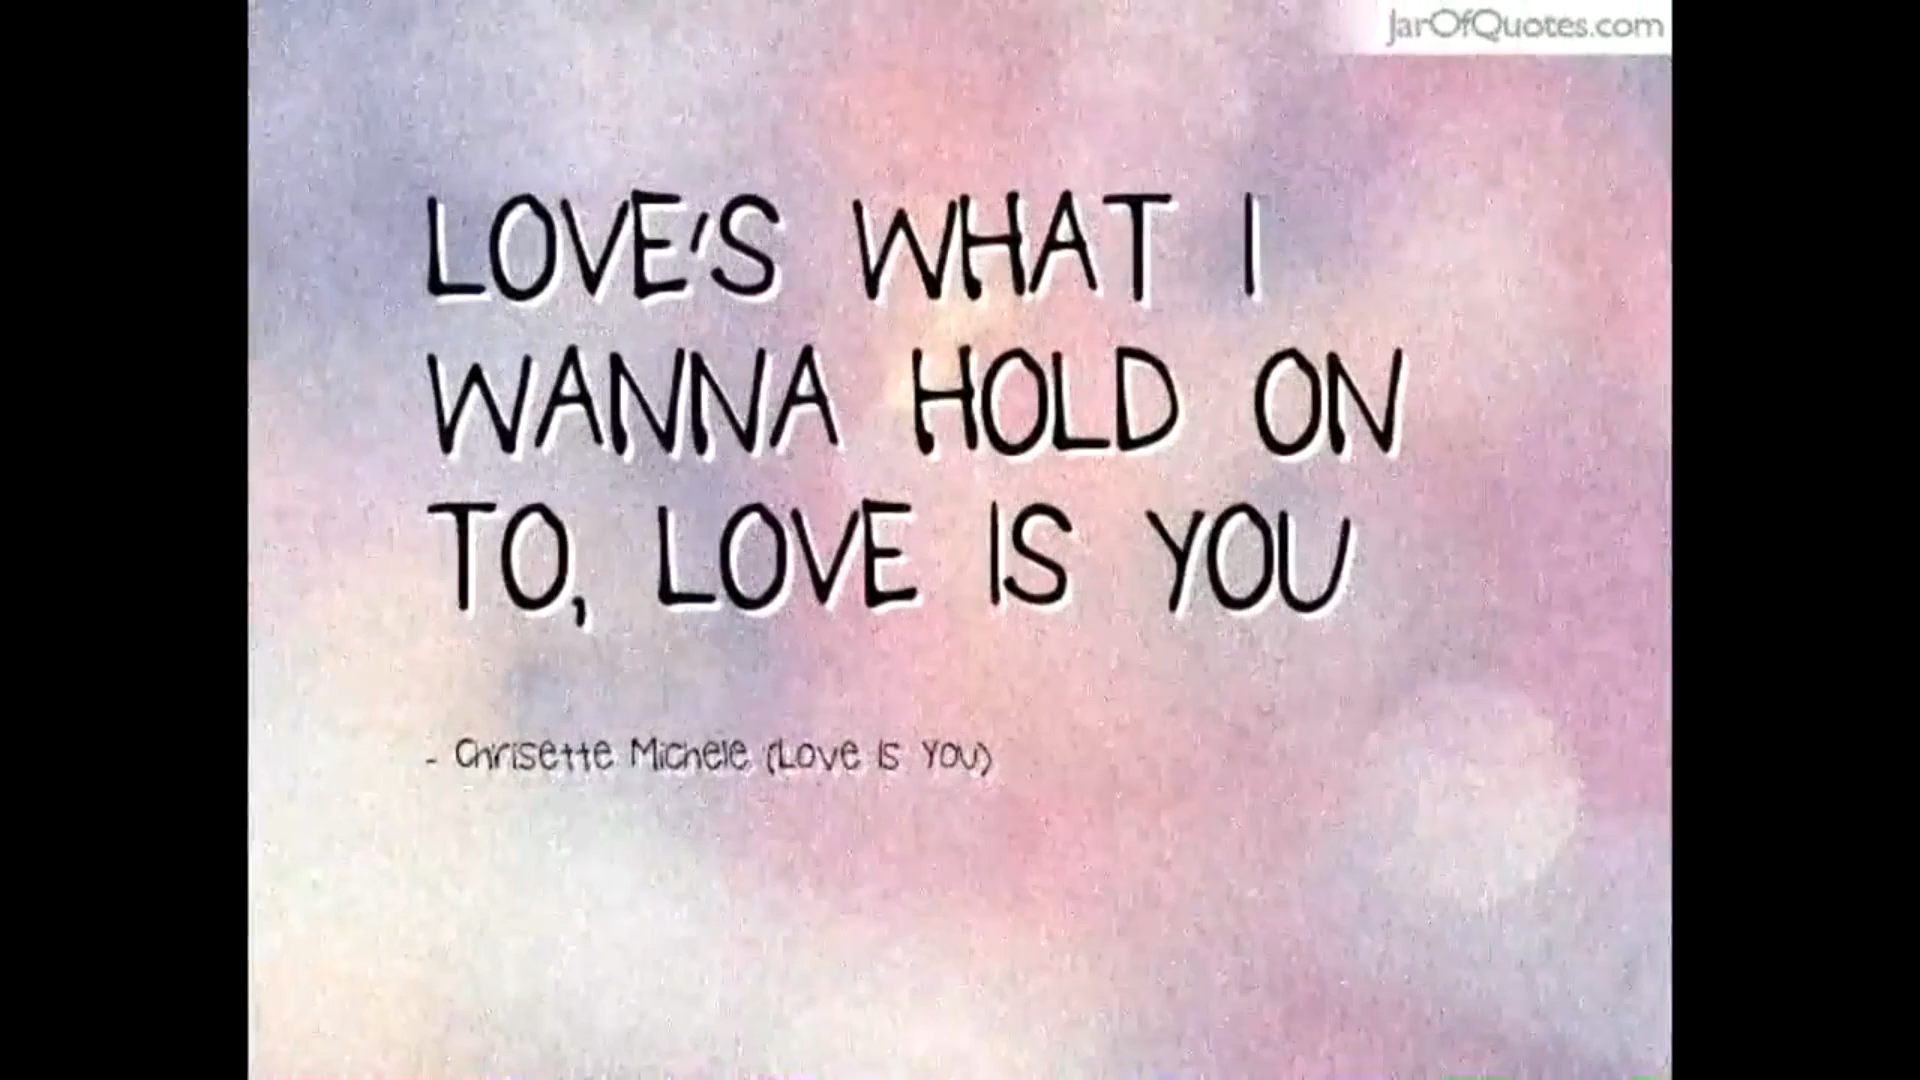 JarOfQuotes.com
LOVE'S WHAT I
WANNA HOLD ON
TO, LOVE IS YOU
- Chrisette Michele (Love Is You)